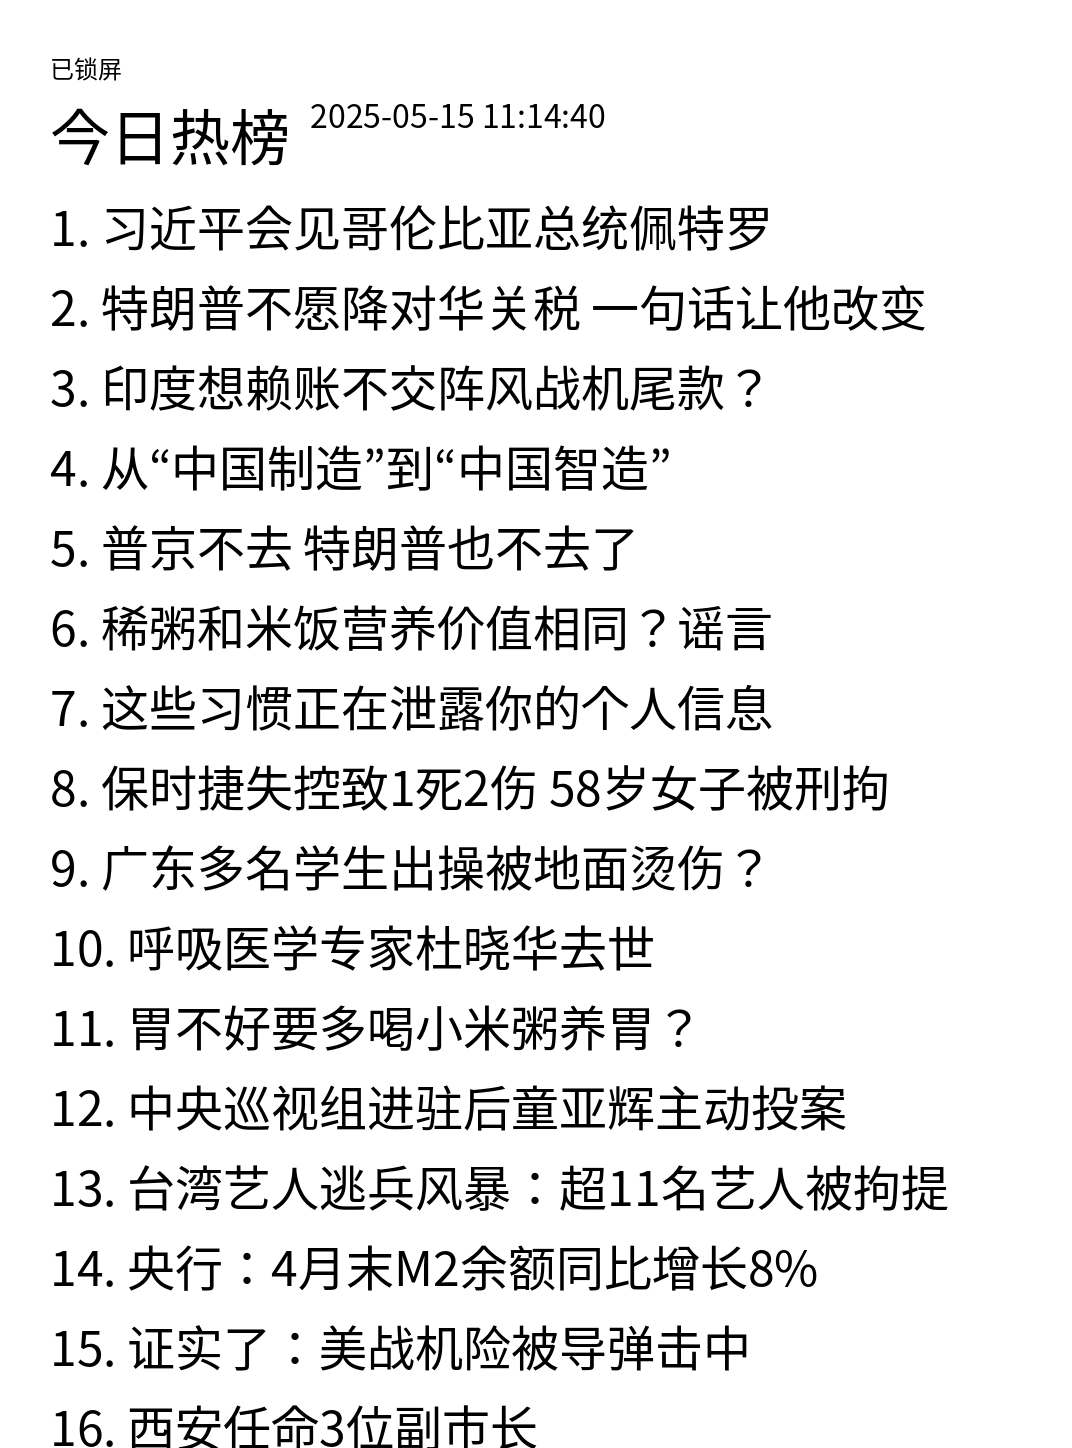 已锁屏
今日热榜 2025-05-15 11:14:40
1. 习近平会见哥伦比亚总统佩特罗
2. 特朗普不愿降对华关税 一句话让他改变
3. 印度想赖账不交阵风战机尾款？
4. 从“中国制造”到“中国智造”
5. 普京不去 特朗普也不去了
6. 稀粥和米饭营养价值相同？谣言
7. 这些习惯正在泄露你的个人信息
8. 保时捷失控致1死2伤 58岁女子被刑拘
9. 广东多名学生出操被地面烫伤？
10. 呼吸医学专家杜晓华去世
11. 胃不好要多喝小米粥养胃？
12. 中央巡视组进驻后童亚辉主动投案
13. 台湾艺人逃兵风暴：超11名艺人被拘提
14. 央行：4月末M2余额同比增长8%
15. 证实了：美战机险被导弹击中
16. 西安任命3位副市长